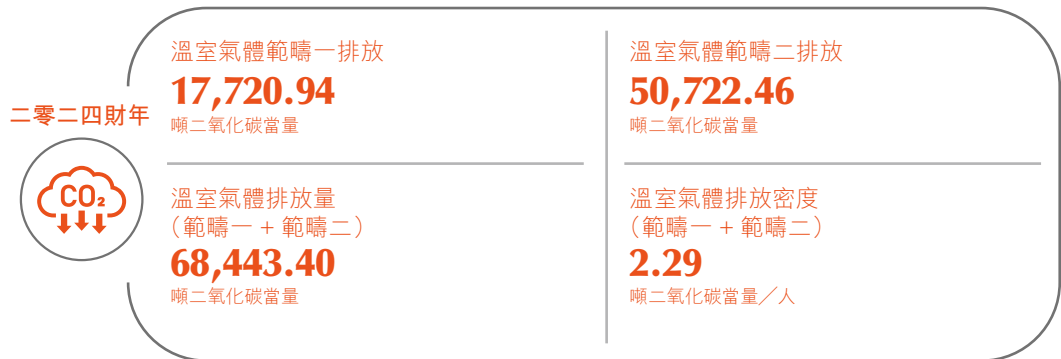 二零二四財年
CO₂
溫室氣體範疇一排放
17,720.94
噸二氧化碳當量
溫室氣體範疇二排放
50,722.46
噸二氧化碳當量
溫室氣體排放量
（範疇一 + 範疇二）
68,443.40
噸二氧化碳當量
溫室氣體排放密度
（範疇一 + 範疇二）
2.29
噸二氧化碳當量╱人